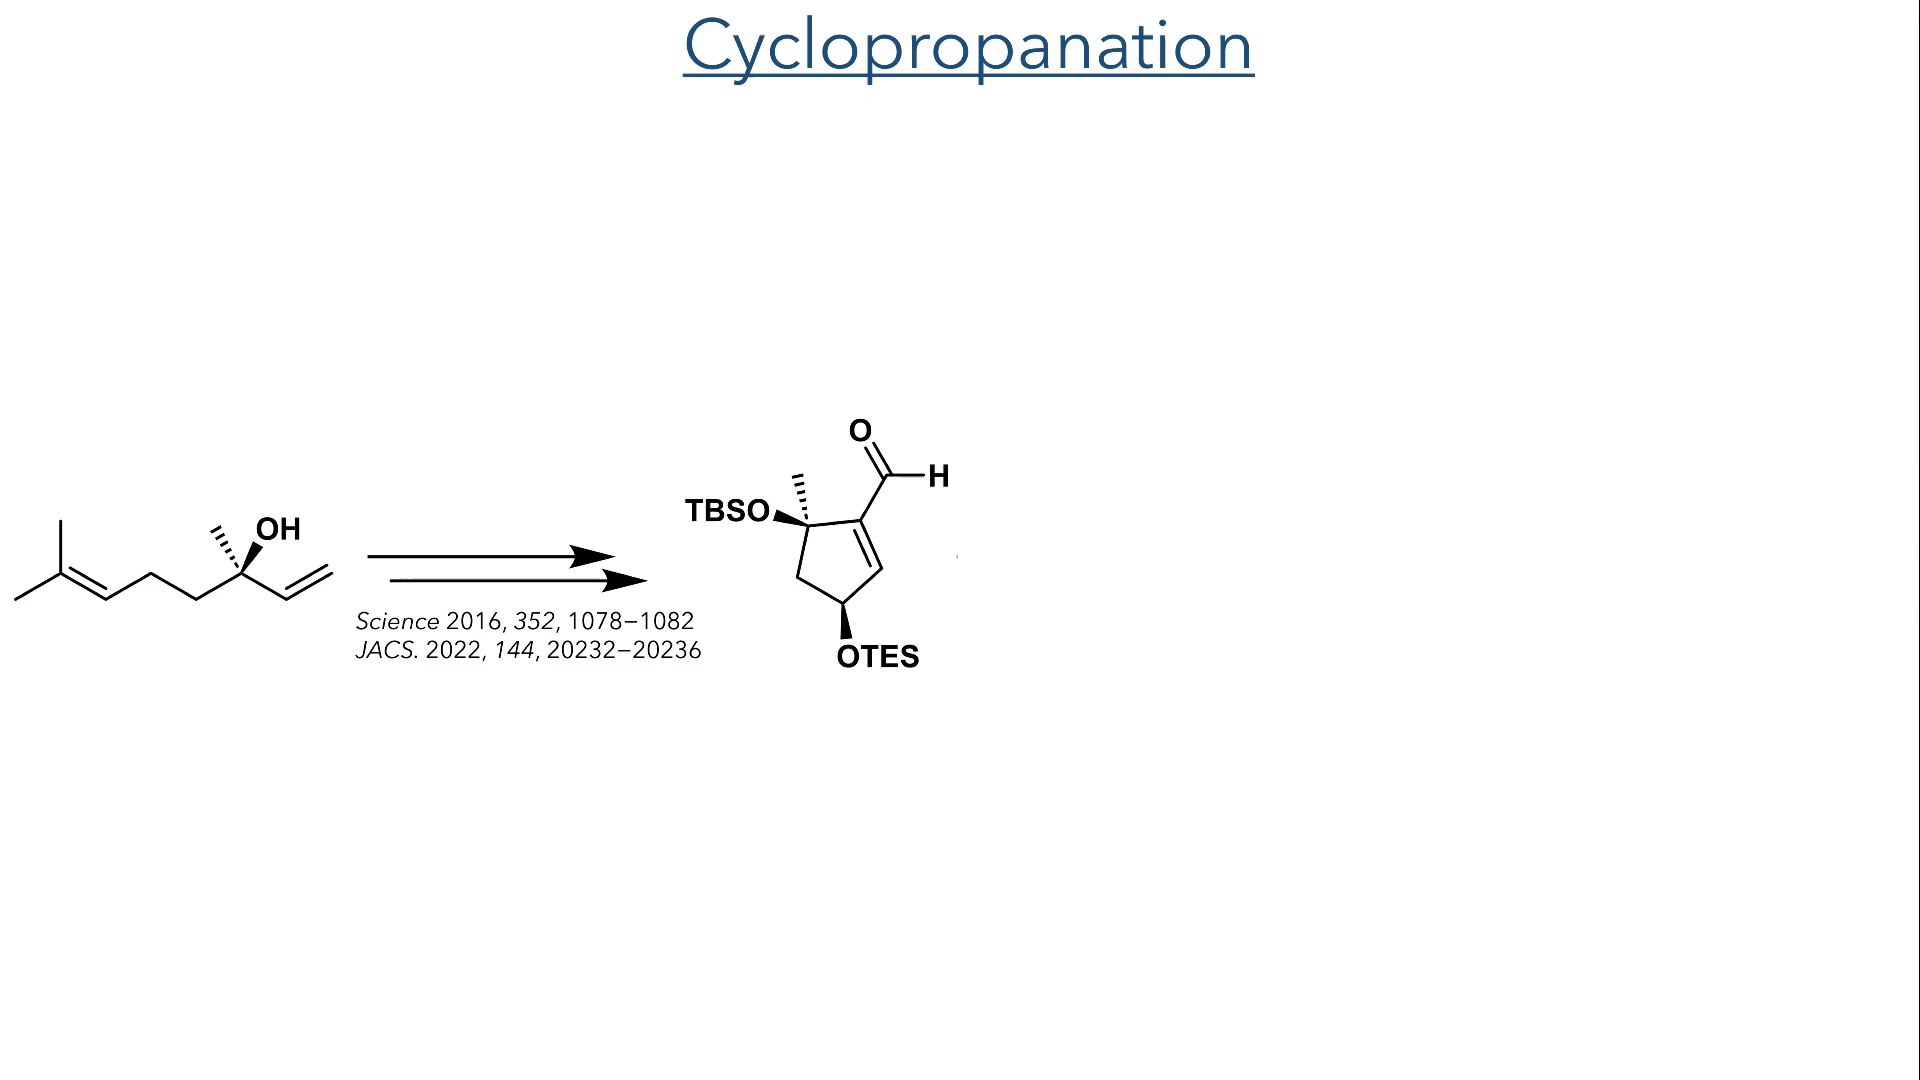 Cyclopropanation
O
H
TBSO
OH
Science 2016, 352, 1078–1082
JACS. 2022, 144, 20232–20236
OTES